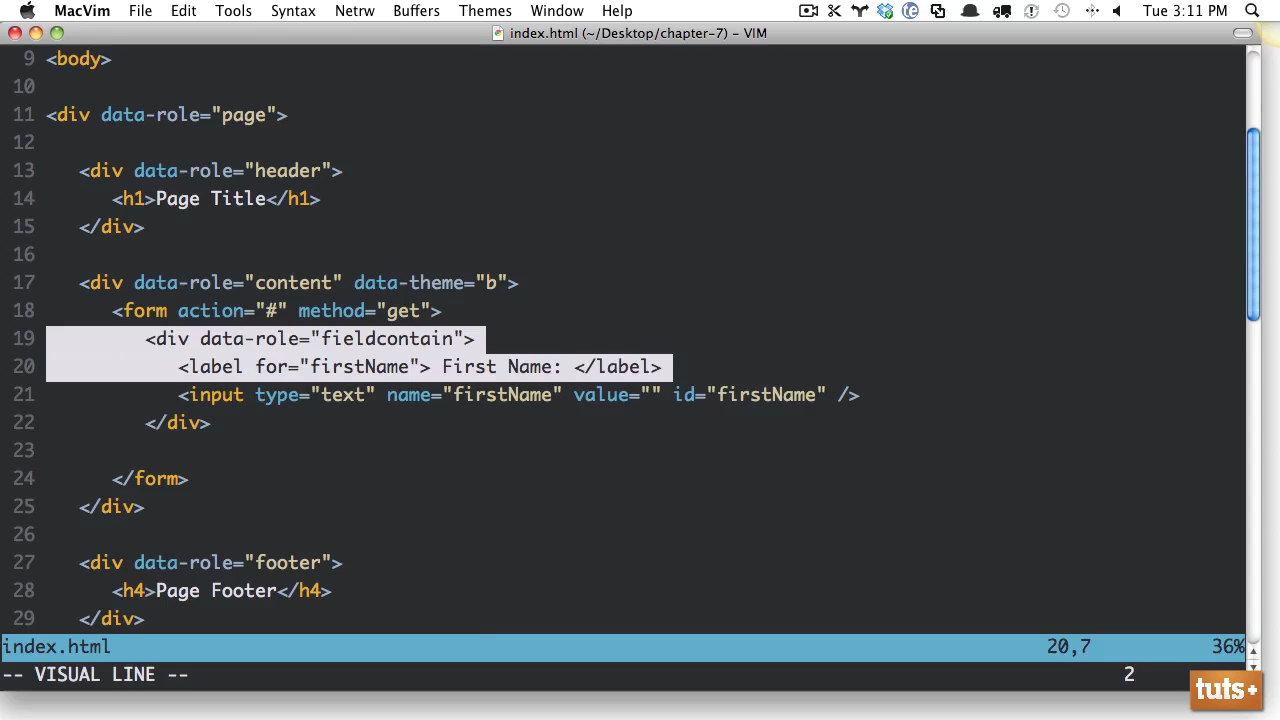 MacVim File Edit Tools Syntax Netrw Buffers Themes Window Help Tue 3:11 PM
index.html (~/Desktop/chapter-7) – VIM
9 <body>
10
11 <div data-role="page">
12
13 <div data-role="header">
14 <h1>Page Title</h1>
15 </div>
16
17 <div data-role="content" data-theme="b">
18 <form action="#" method="get">
19 <div data-role="fieldcontain">
20 <label for="firstName"> First Name: </label>
21 <input type="text" name="firstName" value="" id="firstName" />
22 </div>
23
24 </form>
25 </div>
26
27 <div data-role="footer">
28 <h4>Page Footer</h4>
29 </div>
index.html 20,7 36%
-- VISUAL LINE -- 2
tuts+